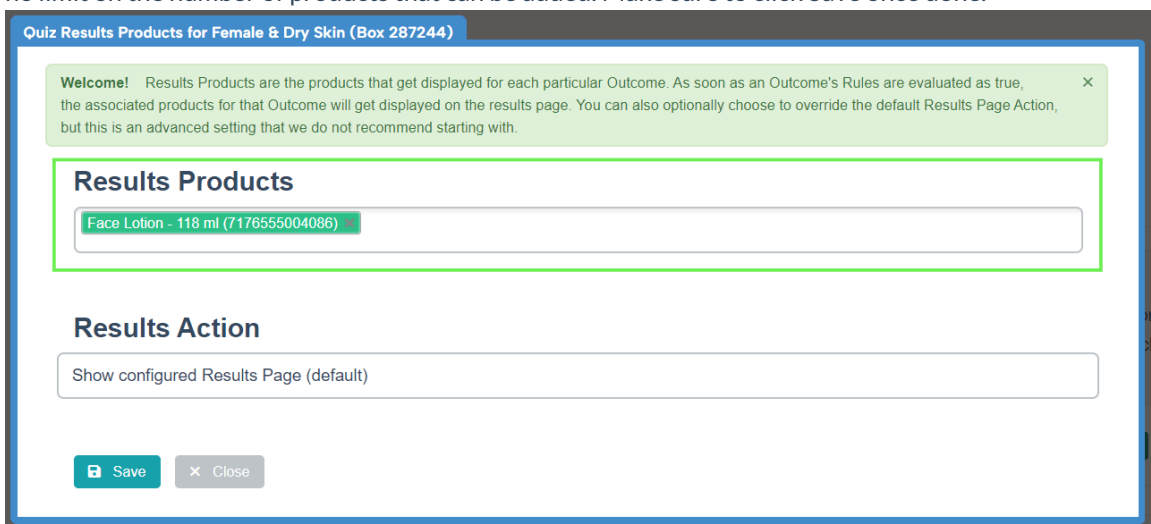 Quiz Results Products for Female & Dry Skin (Box 287244)
Welcome! Results Products are the products that get displayed for each particular Outcome. As soon as an Outcome's Rules are evaluated as true,
the associated products for that Outcome will get displayed on the results page. You can also optionally choose to override the default Results Page Action,
but this is an advanced setting that we do not recommend starting with.
Results Products
Face Lotion - 118 ml (7176555004086)
Results Action
Show configured Results Page (default)
Save
Close